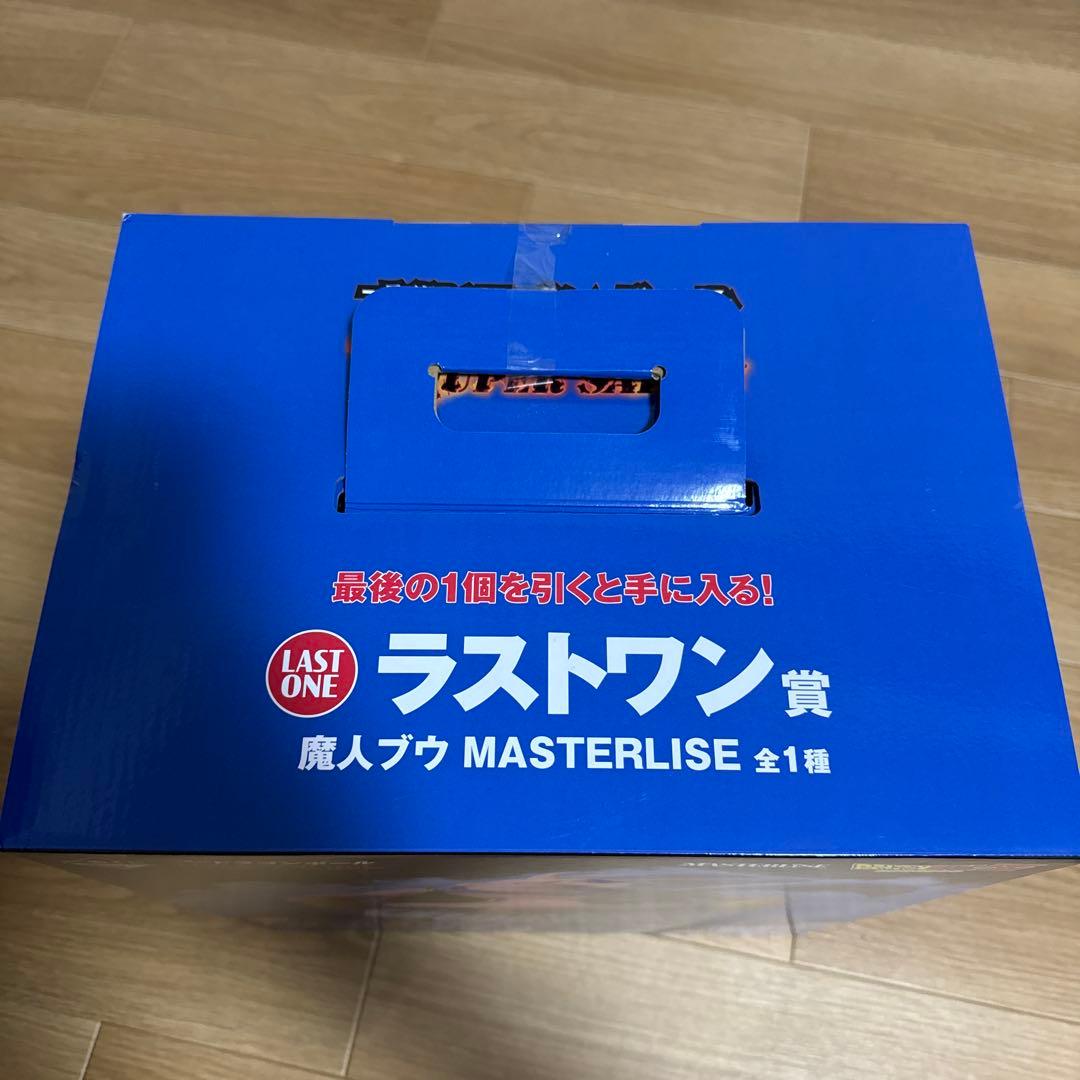 最後の1個を引くと手に入る!
LAST
ONE
ラストワン賞
魔人ブウ MASTERLISE 全1種